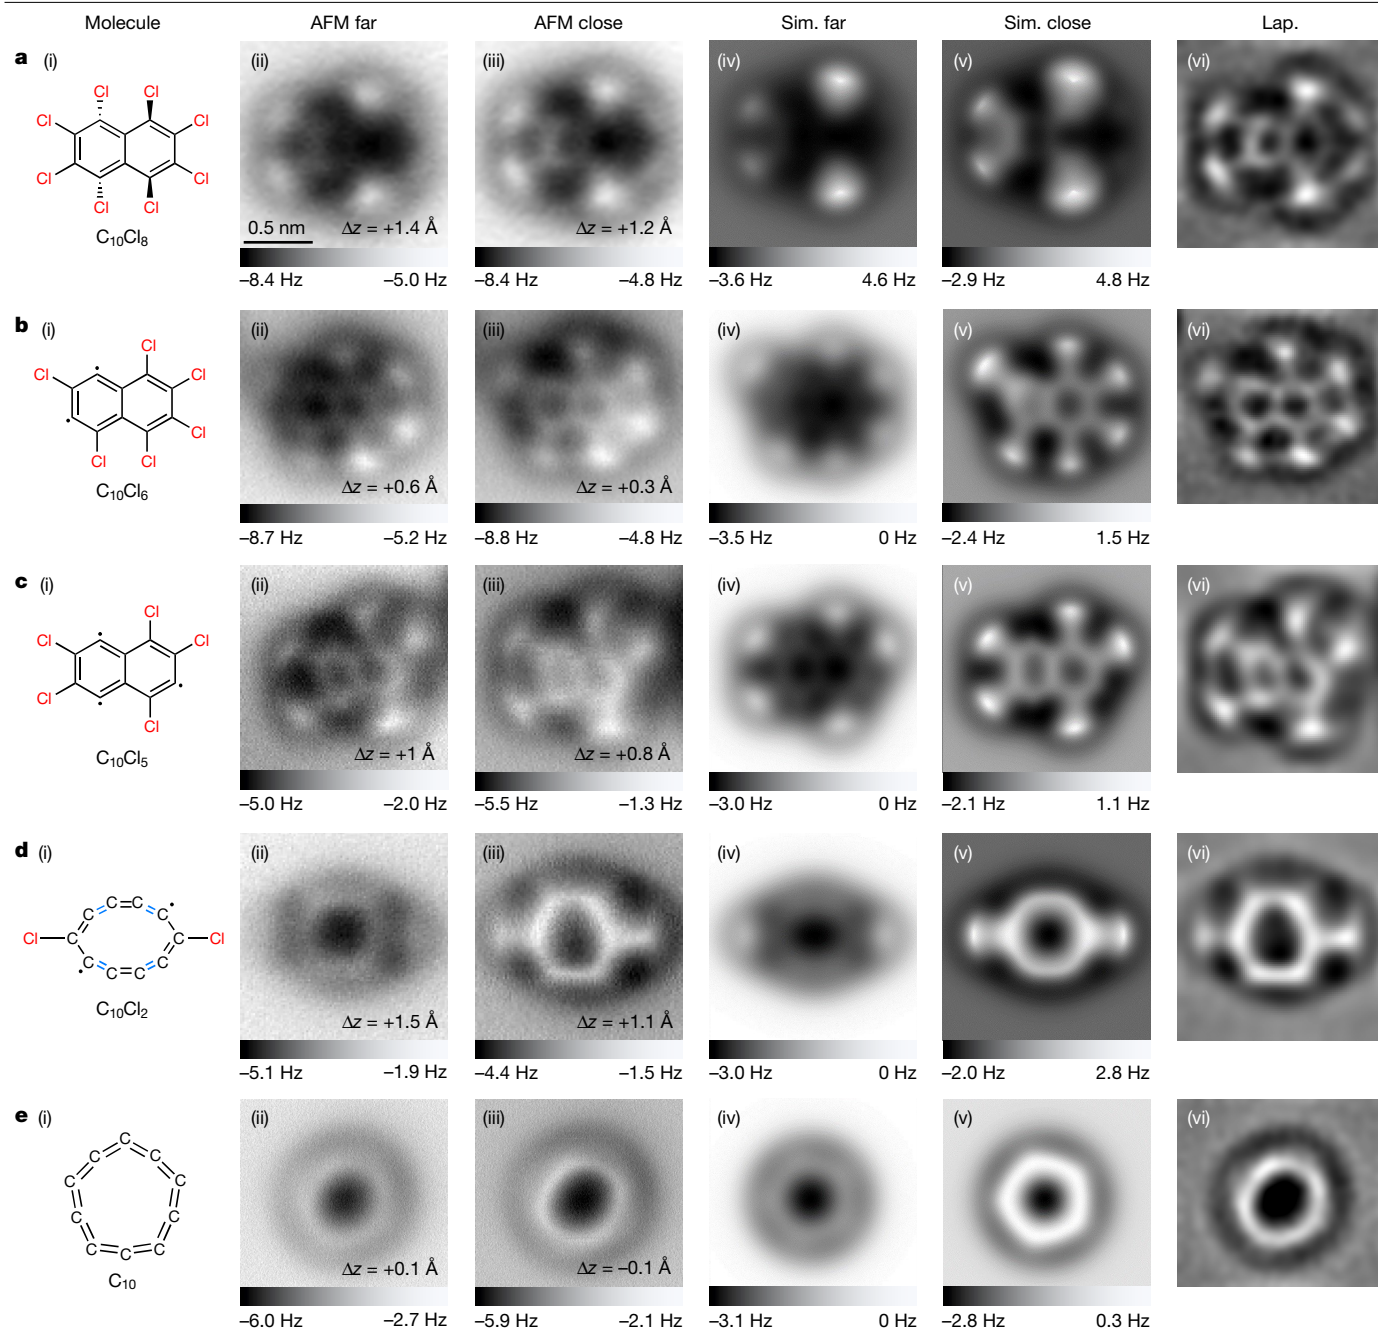 Molecule AFM far AFM close Sim. far Sim. close Lap.
a (i) (ii) (iii) (iv) (v) (vi)
Cl Cl
Cl Cl
Cl Cl
Cl Cl
C10Cl8
0.5 nm Δz = +1.4 Å Δz = +1.2 Å
–8.4 Hz –5.0 Hz –8.4 Hz –4.8 Hz –3.6 Hz 4.6 Hz –2.9 Hz 4.8 Hz
b (i) (ii) (iii) (iv) (v) (vi)
Cl
Cl Cl
Cl
Cl Cl
C10Cl6
Δz = +0.6 Å Δz = +0.3 Å
–8.7 Hz –5.2 Hz –8.8 Hz –4.8 Hz –3.5 Hz 0 Hz –2.4 Hz 1.5 Hz
c (i) (ii) (iii) (iv) (v) (vi)
Cl
Cl Cl
Cl
Cl
C10Cl5
Δz = +1 Å Δz = +0.8 Å
–5.0 Hz –2.0 Hz –5.5 Hz –1.3 Hz –3.0 Hz 0 Hz –2.1 Hz 1.1 Hz
d (i) (ii) (iii) (iv) (v) (vi)
C C
C C
Cl C C Cl
C C
C C
C10Cl2
Δz = +1.5 Å Δz = +1.1 Å
–5.1 Hz –1.9 Hz –4.4 Hz –1.5 Hz –3.0 Hz 0 Hz –2.0 Hz 2.8 Hz
e (i) (ii) (iii) (iv) (v) (vi)
C
C C
C C
C C
C C
C
C10
Δz = +0.1 Å Δz = –0.1 Å
–6.0 Hz –2.7 Hz –5.9 Hz –2.1 Hz –3.1 Hz 0 Hz –2.8 Hz 0.3 Hz